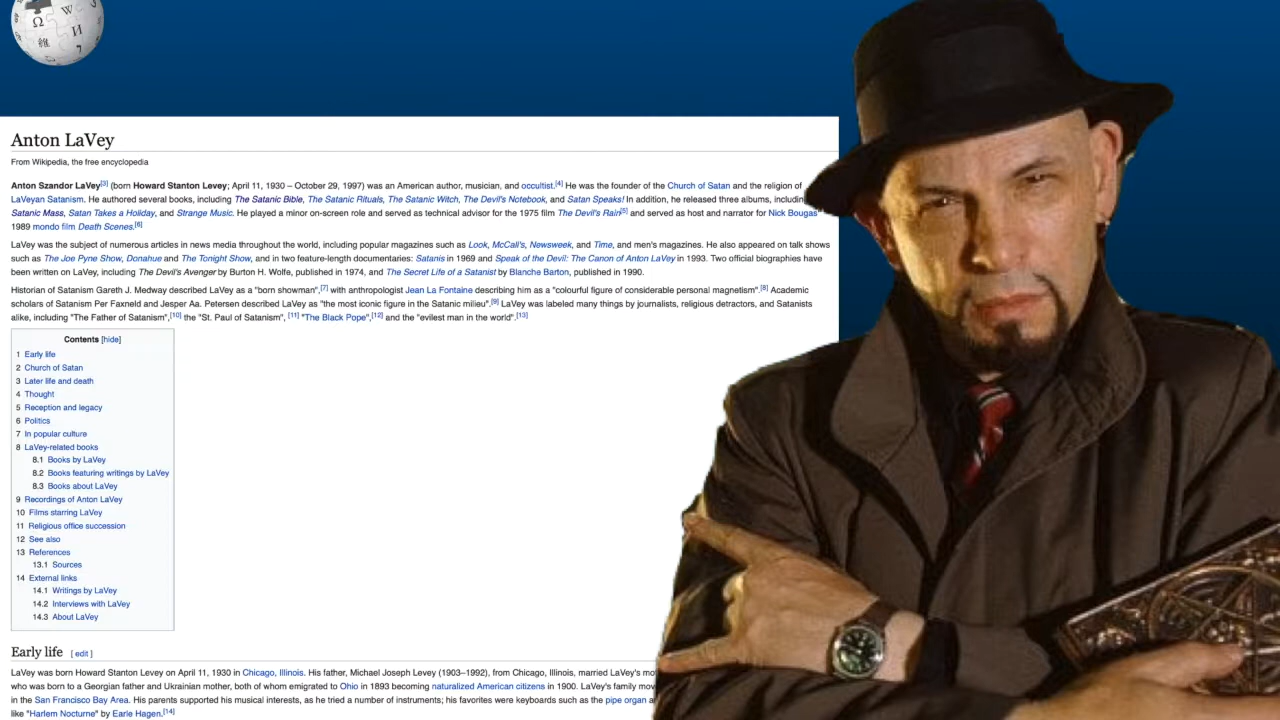 Ω W И 維 7
Anton LaVey
From Wikipedia, the free encyclopedia
Anton Szandor LaVey[3] (born Howard Stanton Levey; April 11, 1930 – October 29, 1997) was an American author, musician, and occultist.[4] He was the founder of the Church of Satan and the religion of
LaVeyan Satanism. He authored several books, including The Satanic Bible, The Satanic Rituals, The Satanic Witch, The Devil's Notebook, and Satan Speaks! In addition, he released three albums, includin
Satanic Mass, Satan Takes a Holiday, and Strange Music. He played a minor on-screen role and served as technical advisor for the 1975 film The Devil's Rain[5] and served as host and narrator for Nick Bougas'
1989 mondo film Death Scenes.[6]
LaVey was the subject of numerous articles in news media throughout the world, including popular magazines such as Look, McCall's, Newsweek, and Time, and men's magazines. He also appeared on talk shows
such as The Joe Pyne Show, Donahue and The Tonight Show, and in two feature-length documentaries: Satanis in 1969 and Speak of the Devil: The Canon of Anton LaVey in 1993. Two official biographies have
been written on LaVey, including The Devil's Avenger by Burton H. Wolfe, published in 1974, and The Secret Life of a Satanist by Blanche Barton, published in 1990.
Historian of Satanism Gareth J. Medway described LaVey as a "born showman",[7] with anthropologist Jean La Fontaine describing him as a "colourful figure of considerable personal magnetism".[8] Academic
scholars of Satanism Per Faxneld and Jesper Aa. Petersen described LaVey as "the most iconic figure in the Satanic milieu".[9] LaVey was labeled many things by journalists, religious detractors, and Satanists
alike, including "The Father of Satanism",[10] the "St. Paul of Satanism", [11] "The Black Pope",[12] and the "evilest man in the world".[13]
Contents [hide]
1 Early life
2 Church of Satan
3 Later life and death
4 Thought
5 Reception and legacy
6 Politics
7 In popular culture
8 LaVey-related books
8.1 Books by LaVey
8.2 Books featuring writings by LaVey
8.3 Books about LaVey
9 Recordings of Anton LaVey
10 Films starring LaVey
11 Religious office succession
12 See also
13 References
13.1 Sources
14 External links
14.1 Writings by LaVey
14.2 Interviews with LaVey
14.3 About LaVey
Early life [ edit ]
LaVey was born Howard Stanton Levey on April 11, 1930 in Chicago, Illinois. His father, Michael Joseph Levey (1903–1992), from Chicago, Illinois, married LaVey's mo
who was born to a Georgian father and Ukrainian mother, both of whom emigrated to Ohio in 1893 becoming naturalized American citizens in 1900. LaVey's family mov
in the San Francisco Bay Area. His parents supported his musical interests, as he tried a number of instruments; his favorites were keyboards such as the pipe organ a
like "Harlem Nocturne" by Earle Hagen.[14]